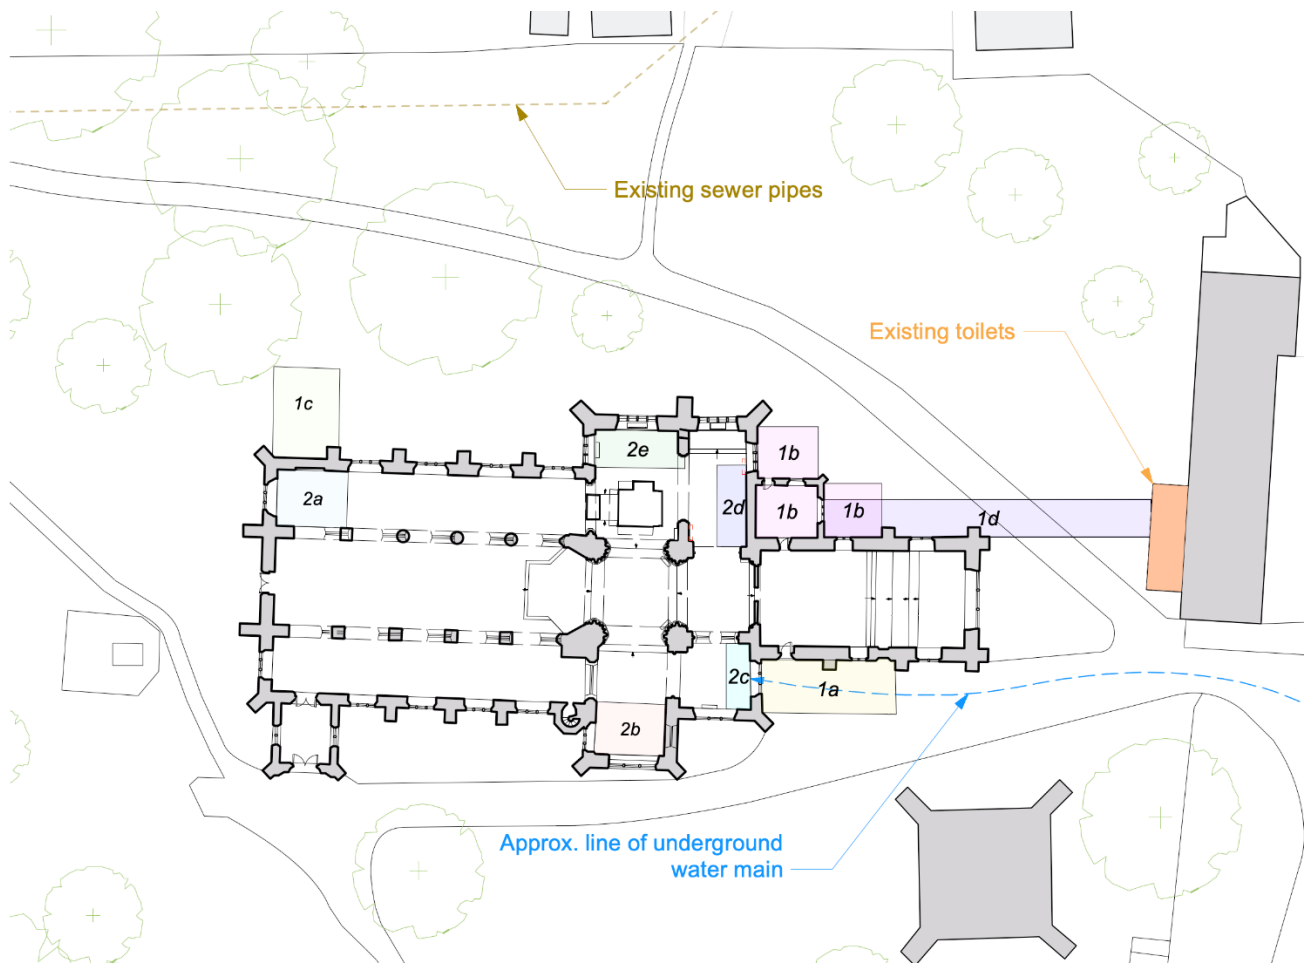 Existing sewer pipes
Existing toilets
1c
1b
2e
2a
2d
1b
1b
1d
2c
1a
2b
Approx. line of underground
water main